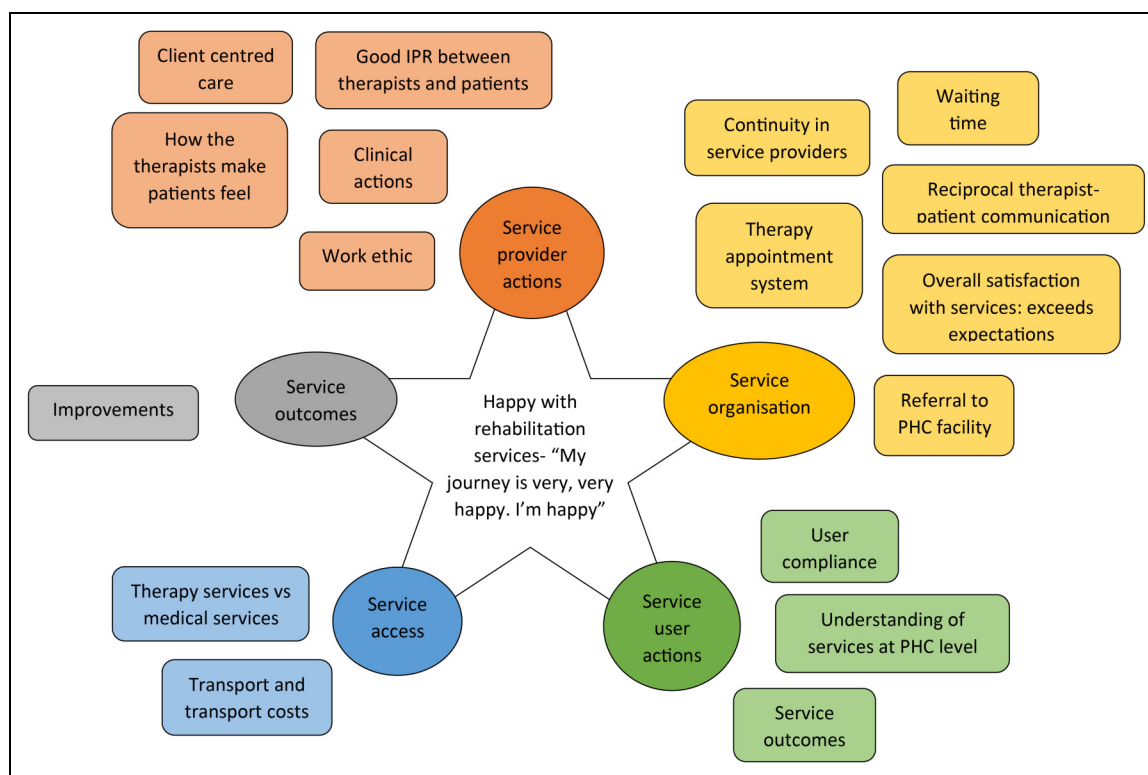 Client centred
care
Good IPR between
therapists and patients
How the
therapists make
patients feel
Clinical
actions
Work ethic
Service
provider
actions
Waiting
time
Continuity in
service providers
Reciprocal therapist-
patient communication
Therapy
appointment
system
Overall satisfaction
with services: exceeds
expectations
Service
organisation
Referral to
PHC facility
Service
outcomes
Improvements
Happy with
rehabilitation
services- “My
journey is very, very
happy. I’m happy”
Service
access
Therapy services vs
medical services
Transport and
transport costs
Service
user
actions
User
compliance
Understanding of
services at PHC level
Service
outcomes